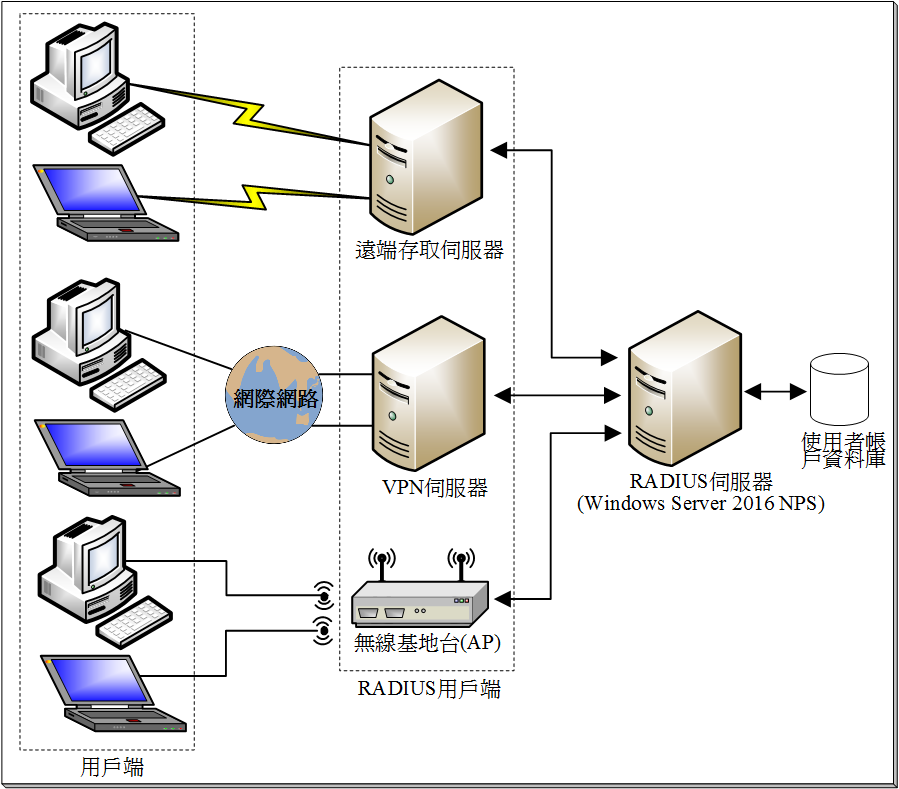 遠端存取伺服器
網際網路
VPN伺服器
RADIUS伺服器
(Windows Server 2016 NPS)
使用者帳
戶資料庫
無線基地台(AP)
RADIUS用戶端
用戶端